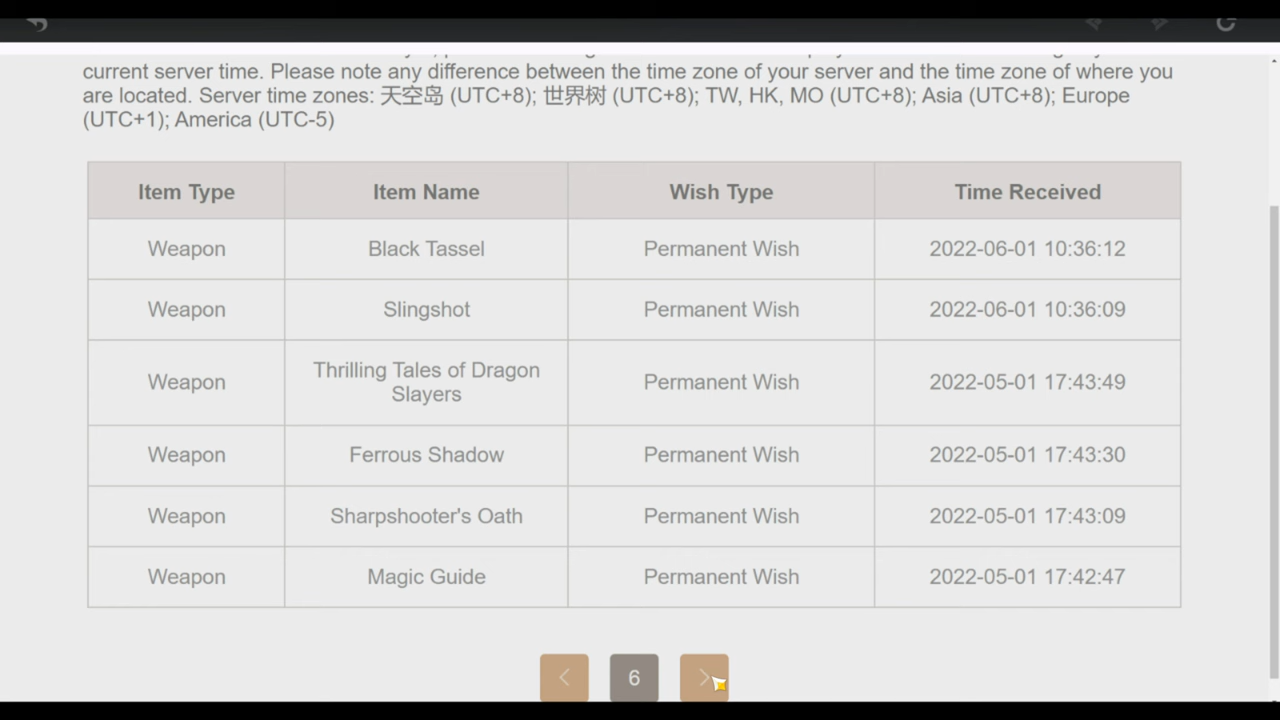 current server time. Please note any difference between the time zone of your server and the time zone of where you
are located. Server time zones: 天空岛 (UTC+8); 世界树 (UTC+8); TW, HK, MO (UTC+8); Asia (UTC+8); Europe
(UTC+1); America (UTC-5)
Item Type Item Name Wish Type Time Received
Weapon Black Tassel Permanent Wish 2022-06-01 10:36:12
Weapon Slingshot Permanent Wish 2022-06-01 10:36:09
Weapon Thrilling Tales of Dragon Slayers Permanent Wish 2022-05-01 17:43:49
Weapon Ferrous Shadow Permanent Wish 2022-05-01 17:43:30
Weapon Sharpshooter's Oath Permanent Wish 2022-05-01 17:43:09
Weapon Magic Guide Permanent Wish 2022-05-01 17:42:47
6